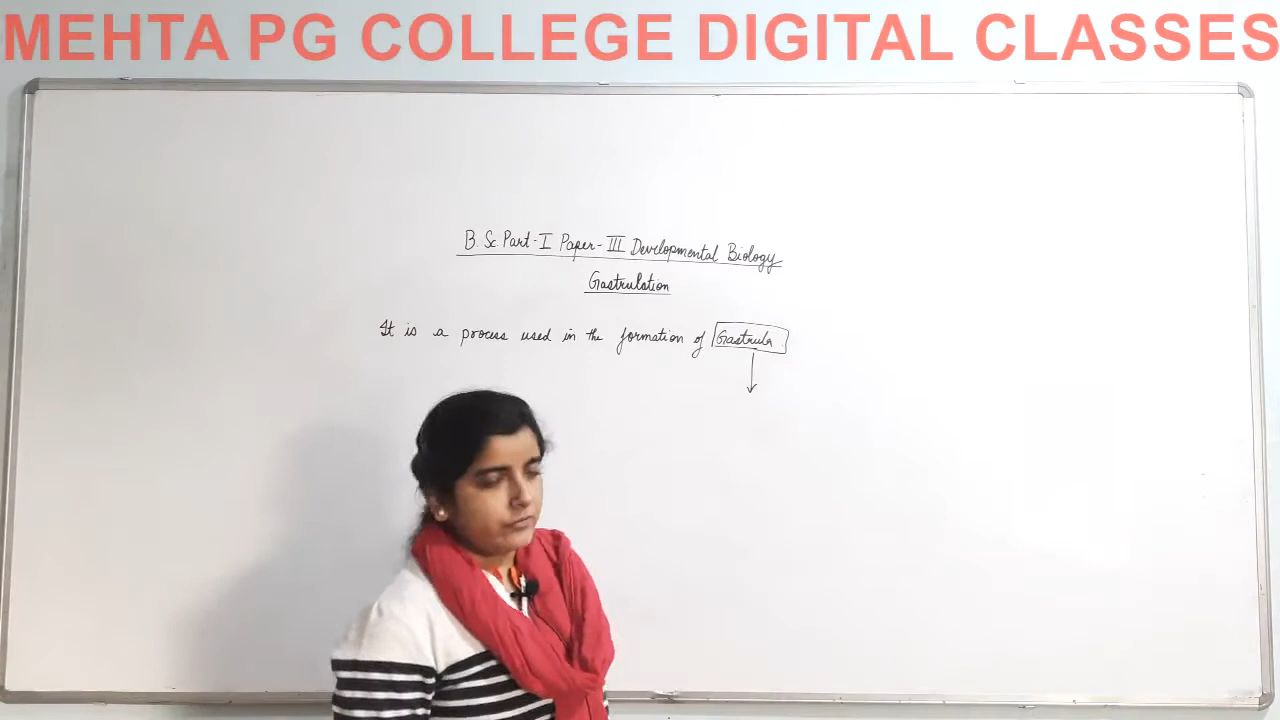 MEHTA PG COLLEGE DIGITAL CLASSES
B.Sc. Part-I Paper-III Developmental Biology
Gastrulation
It is a process used in the formation of Gastrula.